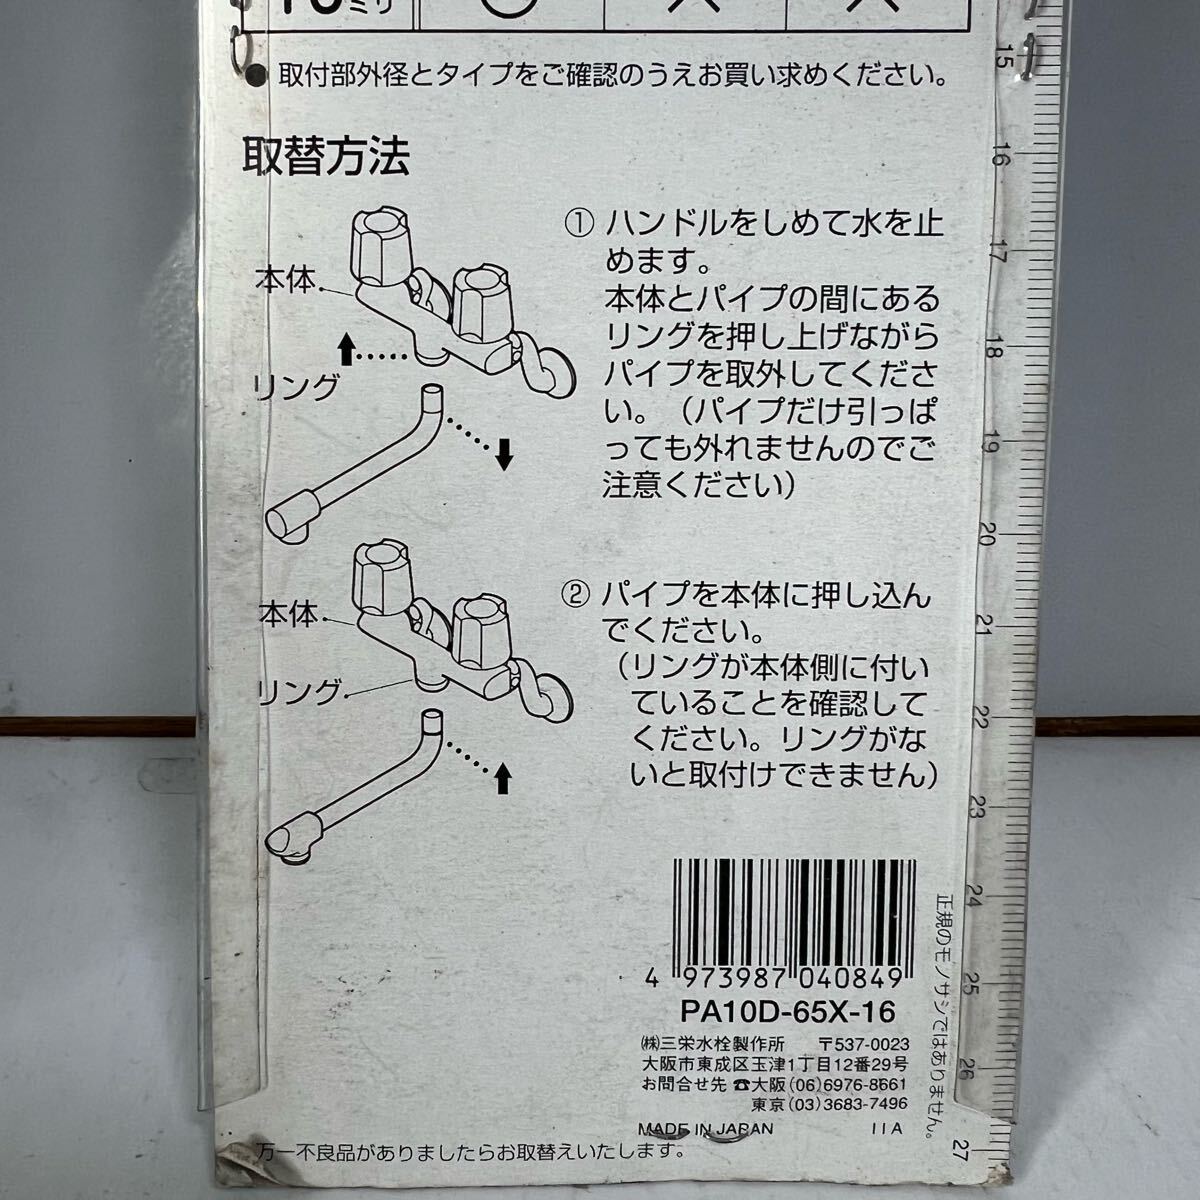 ミリ ○ × ×
● 取付部外径とタイプをご確認のうえお買い求めください。
取替方法
① ハンドルをしめて水を止
めます。
本体とパイプの間にある
リングを押し上げながら
パイプを取外してくださ
い。（パイプだけ引っぱ
っても外れませんのでご
注意ください）
本体
リング
② パイプを本体に押し込ん
でください。
（リングが本体側に付い
ていることを確認して
ください。リングがな
いと取付けできません）
本体
リング
4 973987 040849
PA10D-65X-16
㈱三栄水栓製作所 〒537-0023
大阪市東成区玉津1丁目12番29号
お問合せ先 ☎大阪(06)6976-8661
東京(03)3683-7496
MADE IN JAPAN 11A
万一不良品がありましたらお取替えいたします。
正規のモノサシではありません。
15
16
17
18
19
20
21
22
23
24
25
26
27